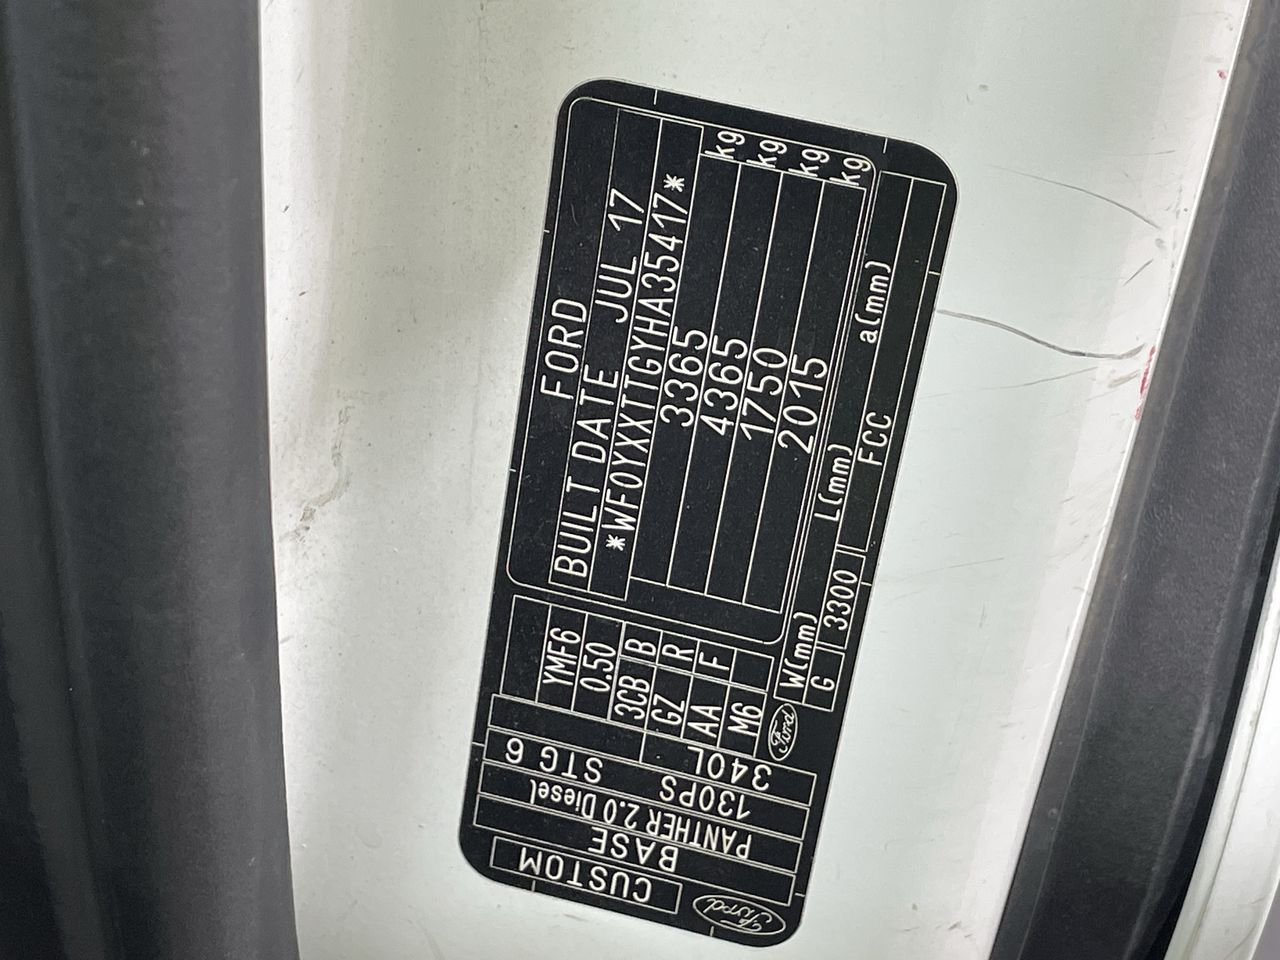 FORD
BUILT DATE JUL 17
*WF0YXXTTGYHA35417*
3365 kg
4365 kg
1750 kg
2015 kg
YMF6
0.50
3CB B
GZ R
AA F
M6
W(mm) L(mm) a(mm)
G 3300 FCC
Ford
340L
130PS STG 6
PANTHER 2.0 Diesel
BASE
CUSTOM
Ford